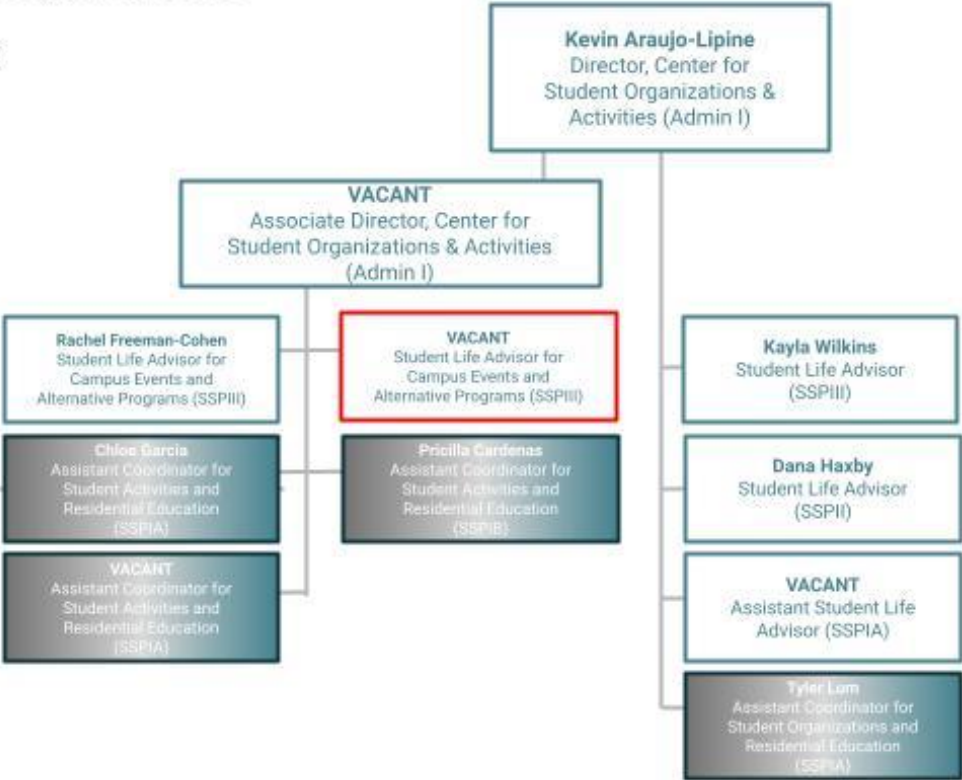 Kevin Araujo-Lipine
Director, Center for
Student Organizations &
Activities (Admin I)
VACANT
Associate Director, Center for
Student Organizations & Activities
(Admin I)
Rachel Freeman-Cohen
Student Life Advisor for
Campus Events and
Alternative Programs (SSPIII)
VACANT
Student Life Advisor for
Campus Events and
Alternative Programs (SSPIII)
Kayla Wilkins
Student Life Advisor
(SSPIII)
Chloe Garcia
Assistant Coordinator for
Student Activities and
Residential Education
(SSPIA)
Pricilla Cardenas
Assistant Coordinator for
Student Activities and
Residential Education
(SSPIB)
Dana Haxby
Student Life Advisor
(SSPII)
VACANT
Assistant Coordinator for
Student Activities and
Residential Education
(SSPIA)
VACANT
Assistant Student Life
Advisor (SSPIA)
Tyler Lum
Assistant Coordinator for
Student Organizations and
Residential Education
(SSPIA)